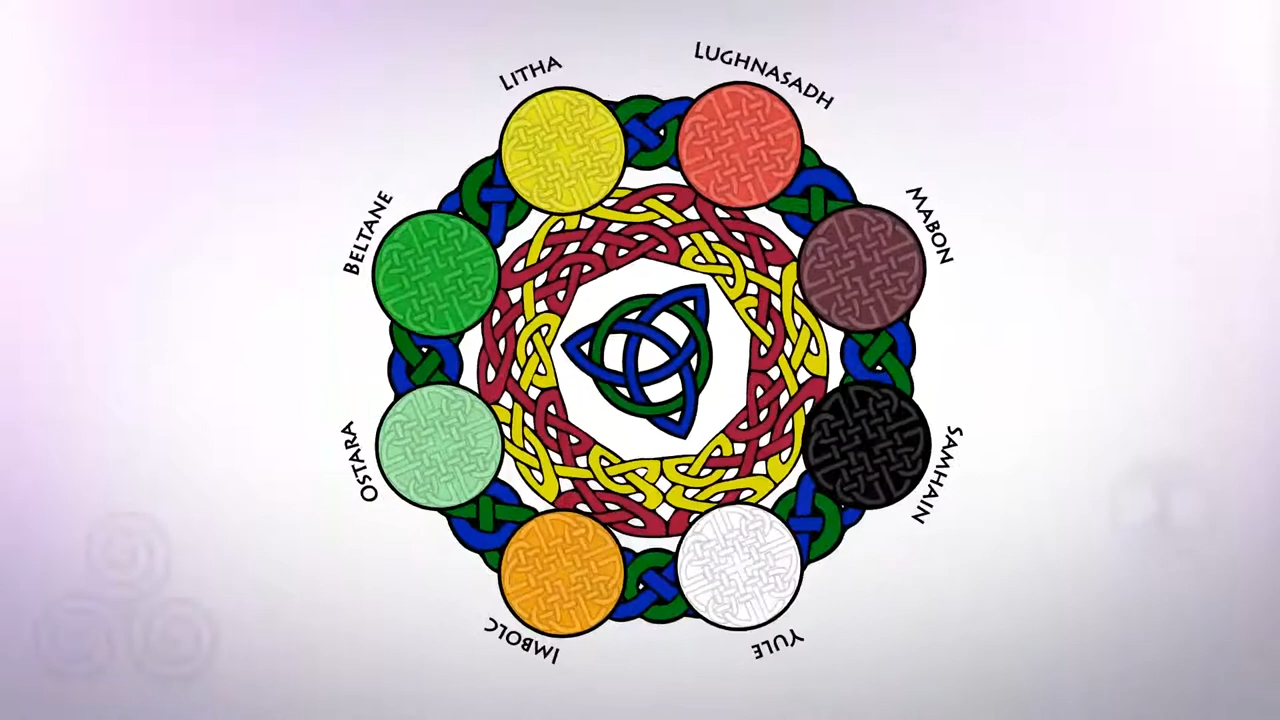 LITHA
LUGHNASADH
MABON
SAMHAIN
YULE
IMBOLC
OSTARA
BELTANE